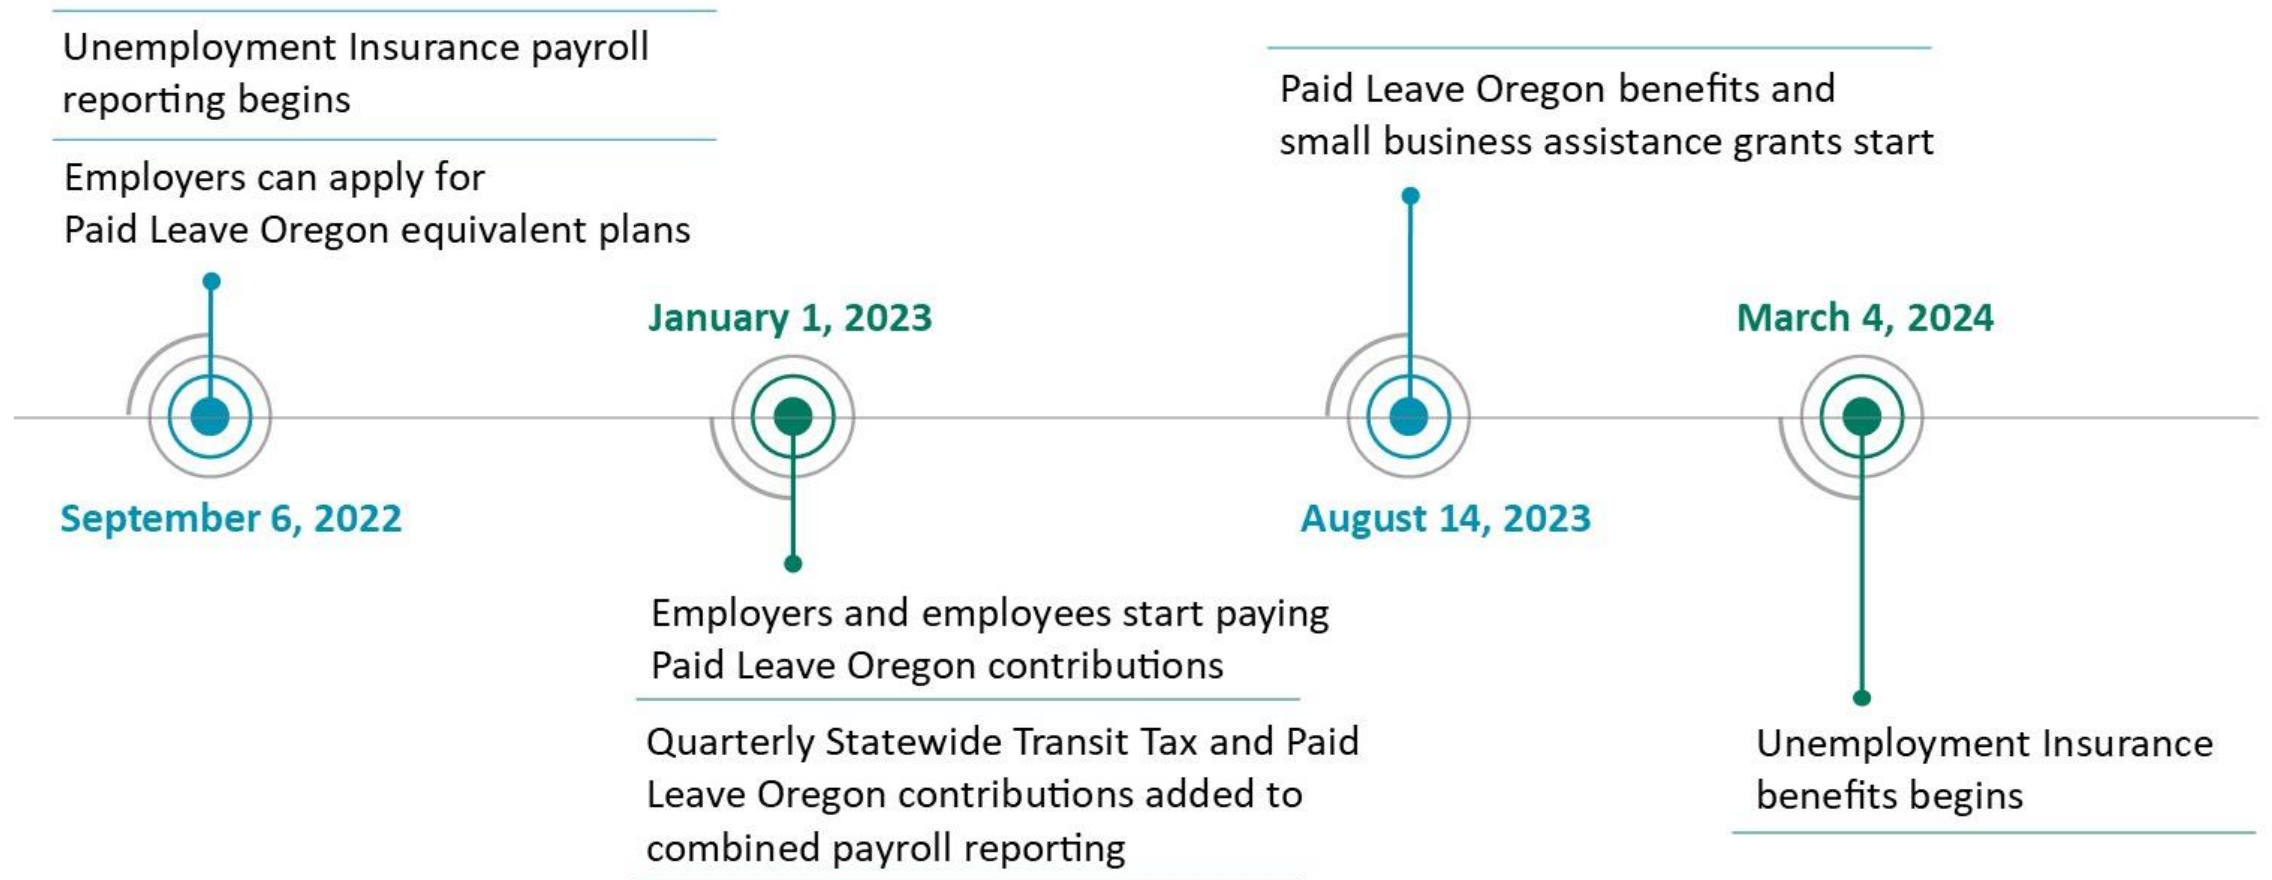 Unemployment Insurance payroll
reporting begins
Employers can apply for
Paid Leave Oregon equivalent plans
September 6, 2022
January 1, 2023
Employers and employees start paying
Paid Leave Oregon contributions
Quarterly Statewide Transit Tax and Paid
Leave Oregon contributions added to
combined payroll reporting
Paid Leave Oregon benefits and
small business assistance grants start
August 14, 2023
March 4, 2024
Unemployment Insurance
benefits begins